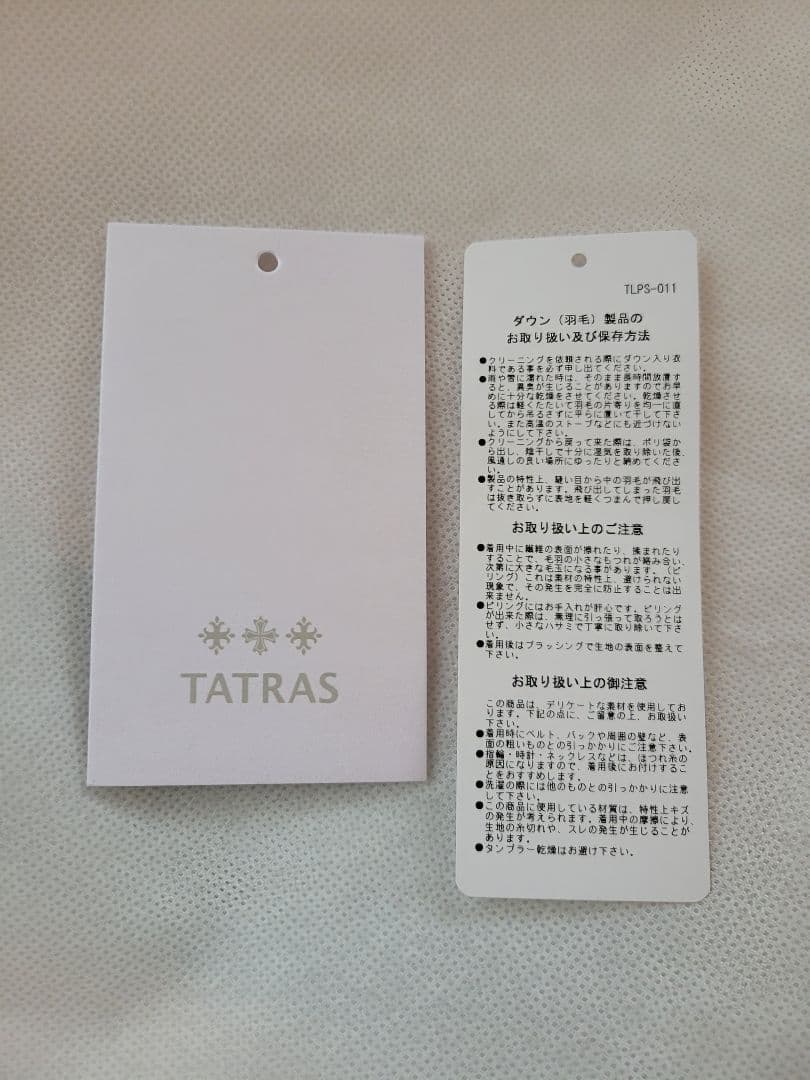 TATRAS
TLPS-011
ダウン（羽毛）製品の
お取り扱い及び保存方法
●クリーニングを依頼される際にダウン入り衣
料である事を必ず申し出てください。
●雨や雪に濡れた時は、そのまま長時間放置す
ると、異臭が生じることがありますのでお早
めに十分な乾燥をさせてください。乾燥させ
る際は軽くたたいて羽毛の片寄りを均一に直
してから吊るさずに平らに置いて干して下さ
い。また高温のストーブなどにも近づけない
ようにして下さい。
●クリーニングから戻って来た際は、ポリ袋か
ら出し、陰干しで十分に湿気を取り除いた後、
風通しの良い場所にゆったりと納めてくださ
い。
●製品の特性上、縫い目から中の羽毛が飛び出
すことがあります。飛び出してしまった羽毛
は抜き取らずに表地を軽くつまんで押し戻し
てください。
お取り扱い上のご注意
●着用中に繊維の表面が擦れたり、揉まれたり
することで、毛羽の小さなもつれが絡み合い、
次第に大きな毛玉になる事があります。（ピ
リング）これは素材の特性上、避けられない
現象で、その発生を完全に防止することは出
来ません。
●ピリングにはお手入れが肝心です。ピリング
が出来た際は、無理に引っ張って取ろうとは
せず、小さなハサミで丁寧に取り除いて下さ
い。
●着用後はブラッシングで生地の表面を整えて
下さい。
お取り扱い上の御注意
この商品は、デリケートな素材を使用してお
ります。下記の点に、ご留意の上、お取扱い
下さい。
●着用時にベルト、バックや周囲の壁など、表
面の粗いものとの引っかかりにご注意下さい。
●指輪・時計・ネックレスなどは、ほつれ糸の
原因になりますので、着用後にお付けするこ
とをおすすめします。
●洗濯の際には他のものとの引っかかりに注意
して下さい。
●この商品に使用している材質は、特性上キズ
の発生が考えられます。着用中の摩擦により、
生地の糸切れや、スレの発生が生じることが
あります。
●タンブラー乾燥はお避け下さい。